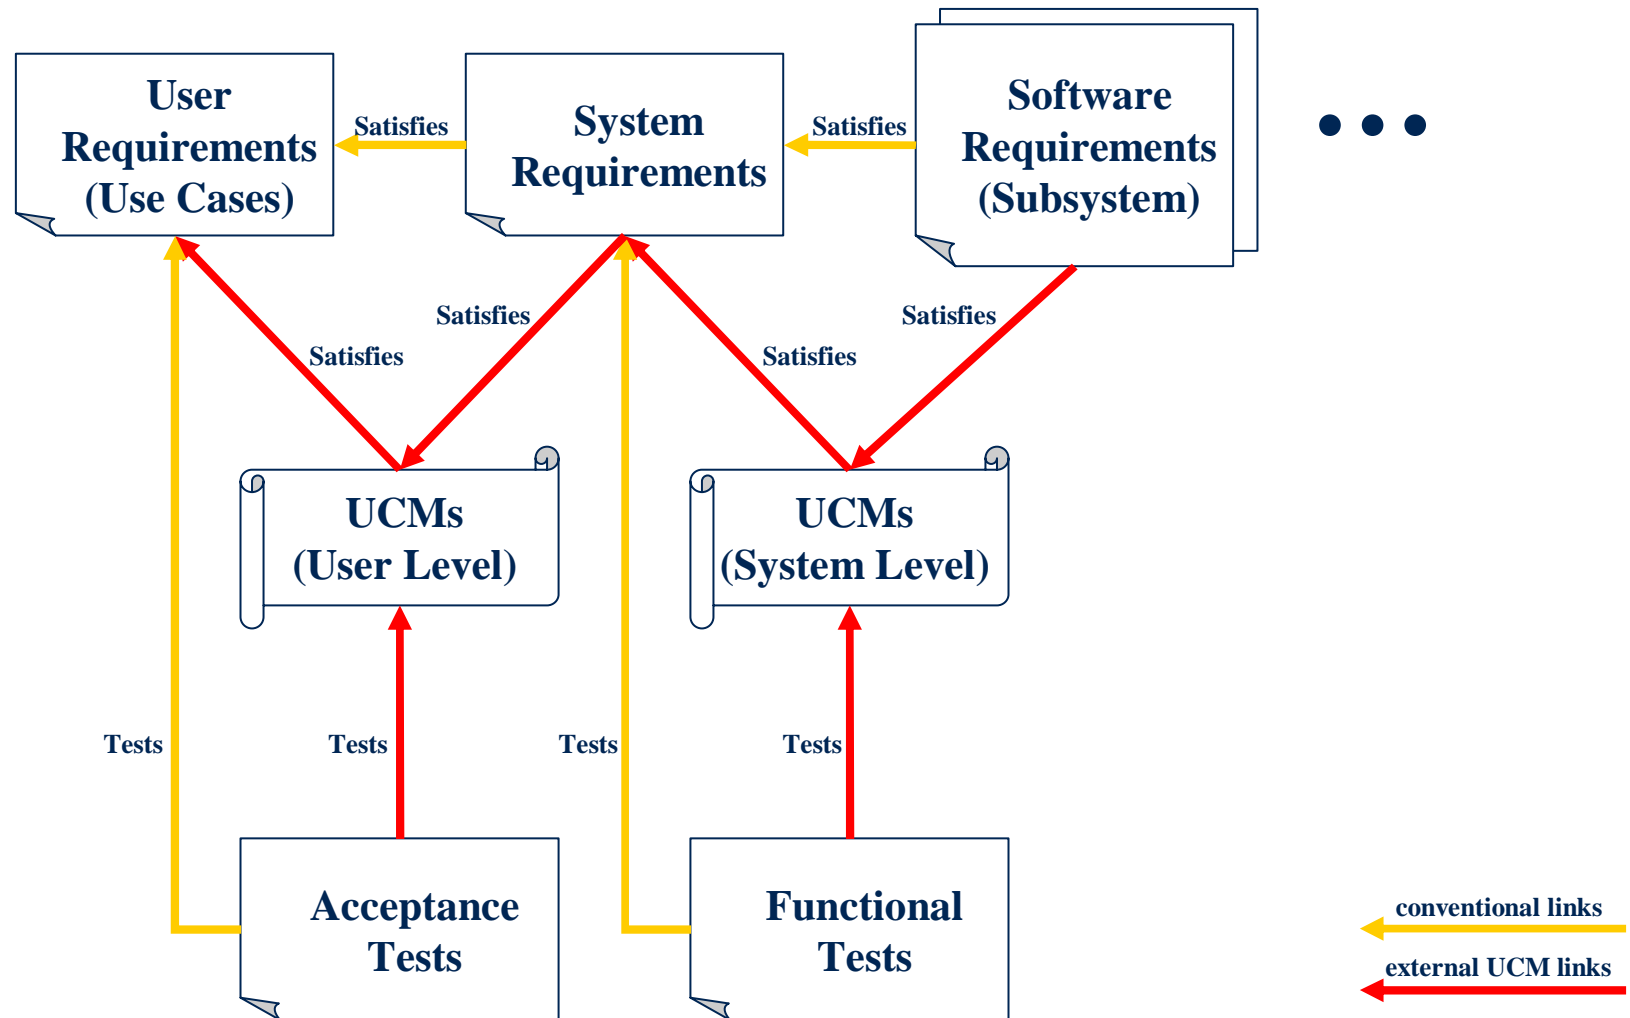 User
Requirements
(Use Cases)
Satisfies
System
Requirements
Satisfies
Software
Requirements
(Subsystem)
Satisfies
Satisfies
Satisfies
Satisfies
UCMs
(User Level)
UCMs
(System Level)
Tests
Tests
Tests
Tests
Acceptance
Tests
Functional
Tests
conventional links
external UCM links